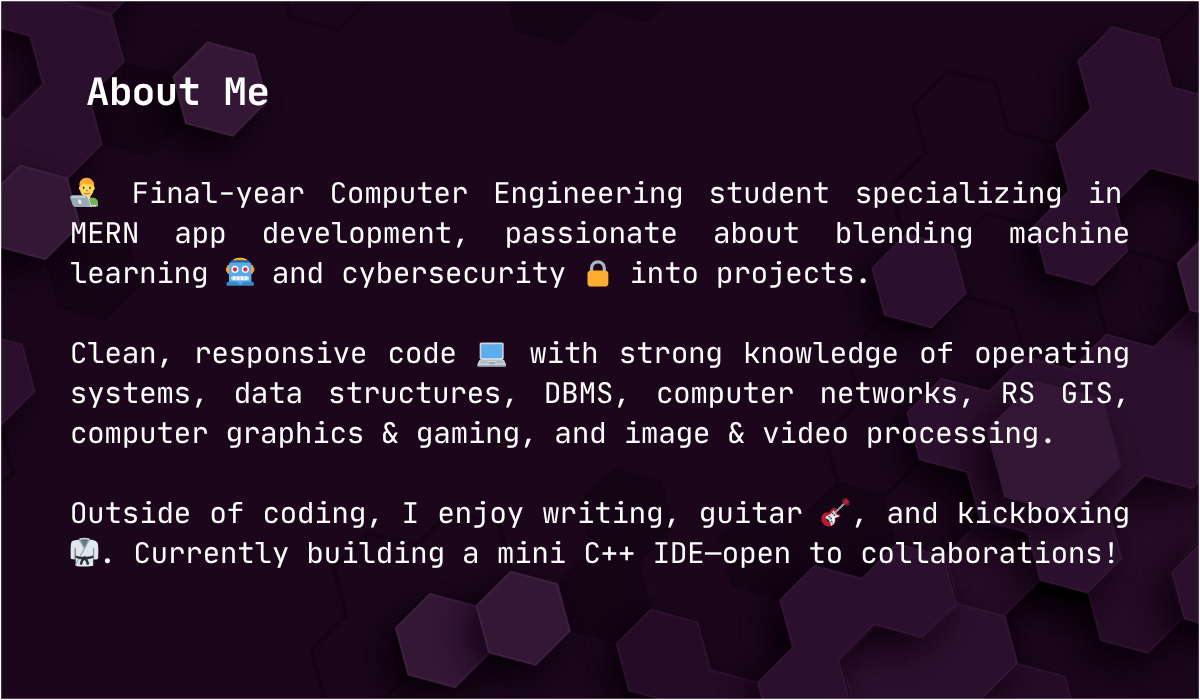 About Me
👨‍💻 Final-year Computer Engineering student specializing in
MERN app development, passionate about blending machine
learning 🤖 and cybersecurity 🔒 into projects.
Clean, responsive code 💻 with strong knowledge of operating
systems, data structures, DBMS, computer networks, RS GIS,
computer graphics & gaming, and image & video processing.
Outside of coding, I enjoy writing, guitar 🎸, and kickboxing
🥋. Currently building a mini C++ IDE—open to collaborations!